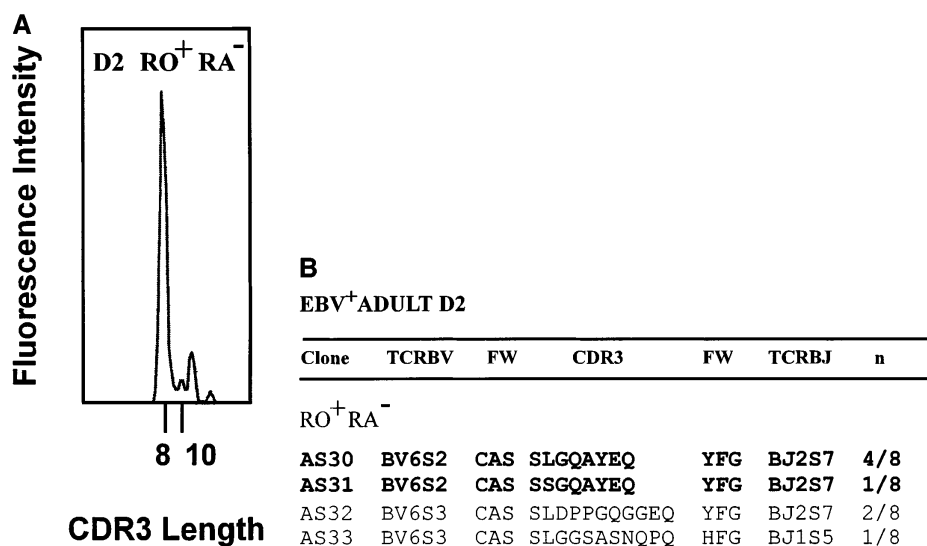 A
D2 RO+ RA-
Fluorescence Intensity
8 10
CDR3 Length
B
EBV+ADULT D2
Clone TCRBV FW CDR3 FW TCRBJ n
RO+RA-
AS30 BV6S2 CAS SLGQAYEQ YFG BJ2S7 4/8
AS31 BV6S2 CAS SSGQAYEQ YFG BJ2S7 1/8
AS32 BV6S3 CAS SLDPPGQGGEQ YFG BJ2S7 2/8
AS33 BV6S3 CAS SLGGSASNQPQ HFG BJ1S5 1/8